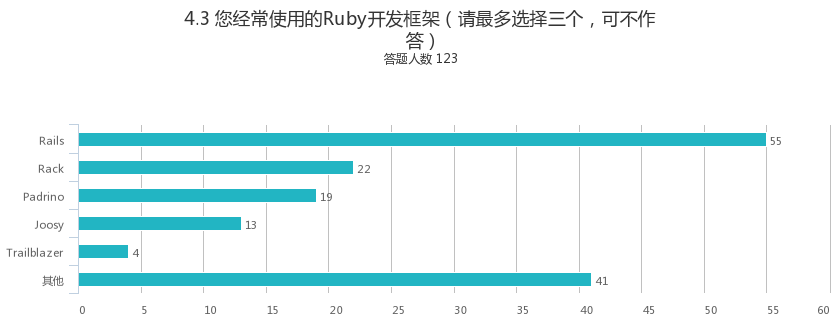 4.3 您经常使用的Ruby开发框架（请最多选择三个，可不作
答）
答题人数 123
Rails
55
Rack
22
Padrino
19
Joosy
13
Trailblazer
4
其他
41
0 5 10 15 20 25 30 35 40 45 50 55 60